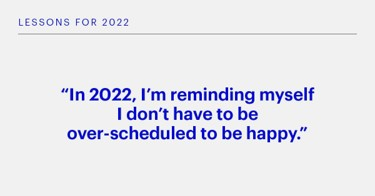 LESSONS FOR 2022
“In 2022, I’m reminding myself
I don’t have to be
over-scheduled to be happy.”